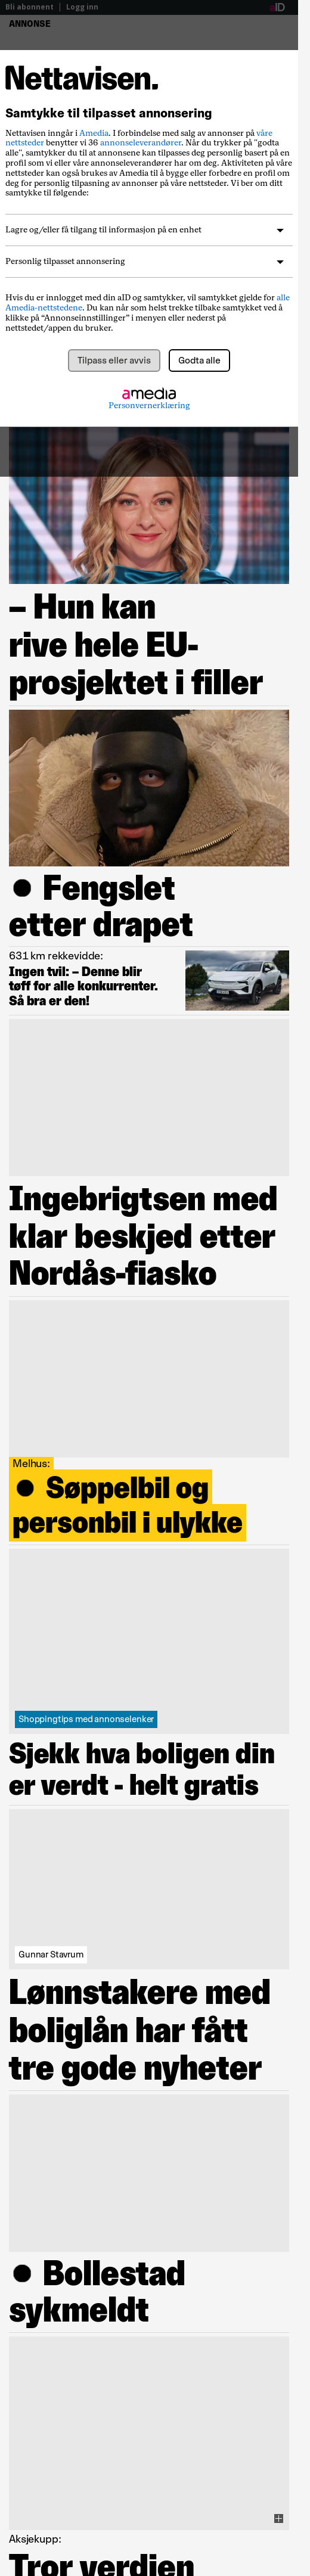 Bli abonnent | Logg inn aID
ANNONSE
Nettavisen.
Samtykke til tilpasset annonsering
Nettavisen inngår i Amedia. I forbindelse med salg av annonser på våre
nettsteder benytter vi 36 annonseleverandører. Når du trykker på "godta
alle", samtykker du til at annonsene kan tilpasses deg personlig basert på en
profil som vi eller våre annonseleverandører har om deg. Aktiviteten på våre
nettsteder kan også brukes av Amedia til å bygge eller forbedre en profil om
deg for personlig tilpasning av annonser på våre nettsteder. Vi ber om ditt
samtykke til følgende:
Lagre og/eller få tilgang til informasjon på en enhet
Personlig tilpasset annonsering
Hvis du er innlogget med din aID og samtykker, vil samtykket gjelde for alle
Amedia-nettstedene. Du kan når som helst trekke tilbake samtykket ved å
klikke på “Annonseinnstillinger” i menyen eller nederst på
nettstedet/appen du bruker.
Tilpass eller avvis Godta alle
amedia
Personvernerklæring
– Hun kan
rive hele EU-
prosjektet i filler
Fengslet
etter drapet
631 km rekkevidde:
Ingen tvil: – Denne blir
tøff for alle konkurrenter.
Så bra er den!
Ingebrigtsen med
klar beskjed etter
Nordås-fiasko
Melhus:
Søppelbil og
personbil i ulykke
Shoppingtips med annonselenker
Sjekk hva boligen din
er verdt - helt gratis
Gunnar Stavrum
Lønnstakere med
boliglån har fått
tre gode nyheter
Bollestad
sykmeldt
Aksjekupp:
Tror verdien